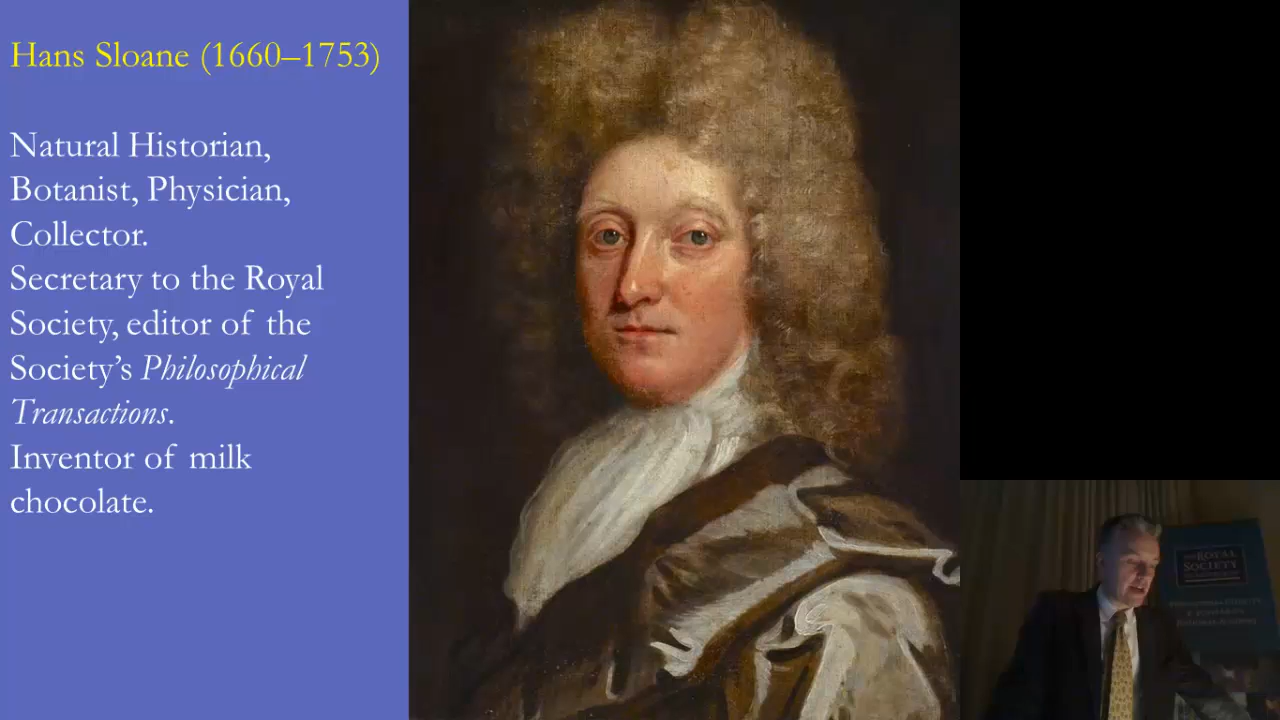 Hans Sloane (1660–1753)
Natural Historian,
Botanist, Physician,
Collector.
Secretary to the Royal
Society, editor of the
Society’s Philosophical
Transactions.
Inventor of milk
chocolate.
ROYAL
SOCIETY